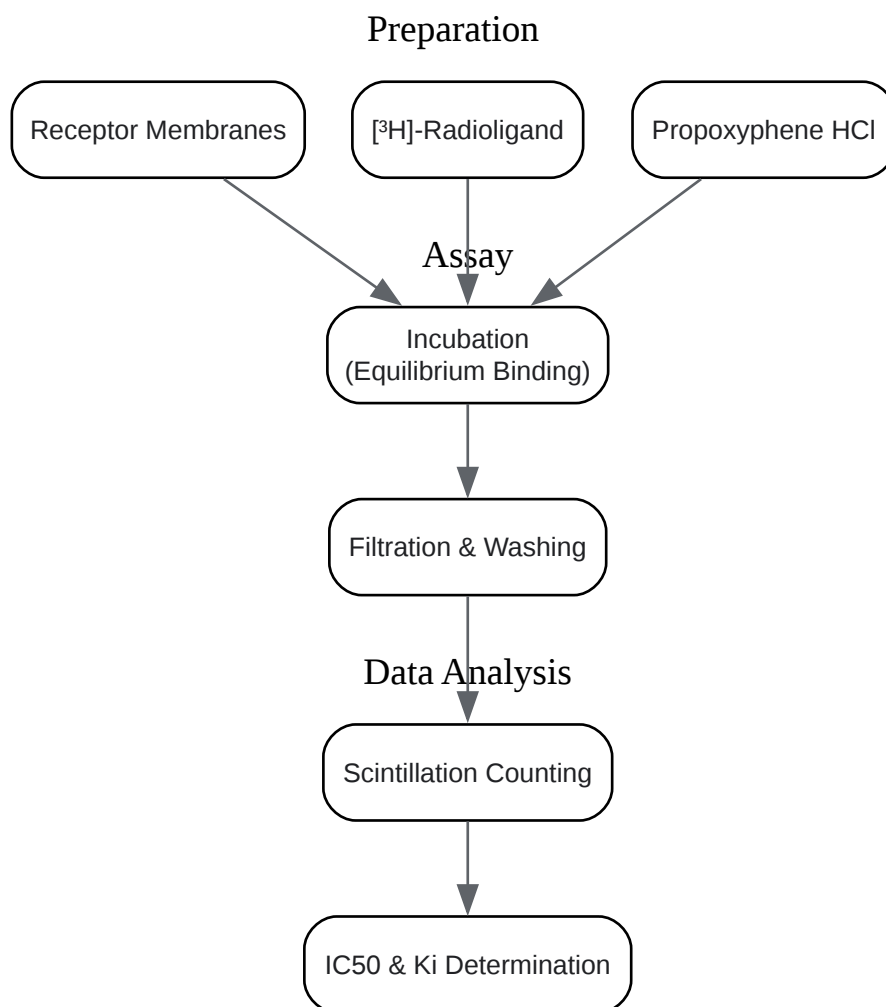 Preparation
Receptor Membranes
[³H]-Radioligand
Propoxyphene HCl
Assay
Incubation
(Equilibrium Binding)
Filtration & Washing
Data Analysis
Scintillation Counting
IC50 & Ki Determination